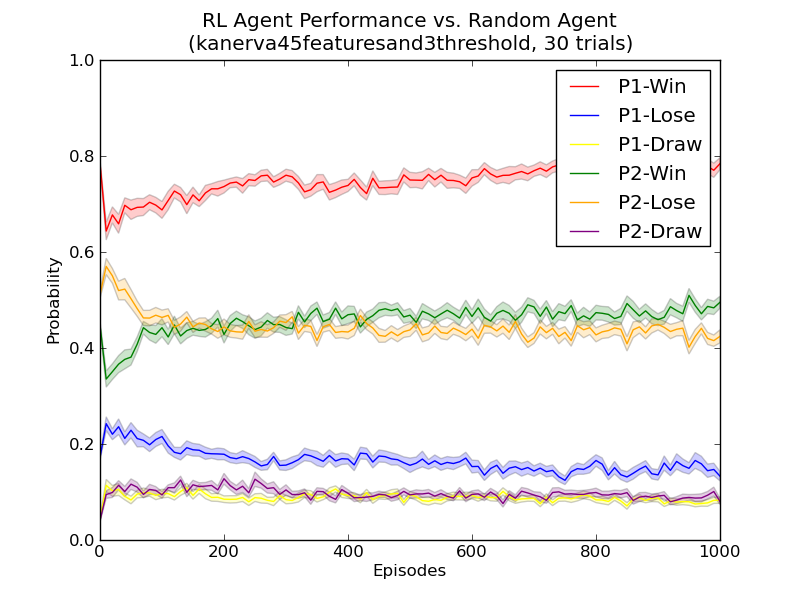 RL Agent Performance vs. Random Agent
(kanerva45featuresand3threshold, 30 trials)
1.0
0.8
0.6
0.4
0.2
0.0
Probability
P1-Win
P1-Lose
P1-Draw
P2-Win
P2-Lose
P2-Draw
0 200 400 600 800 1000
Episodes